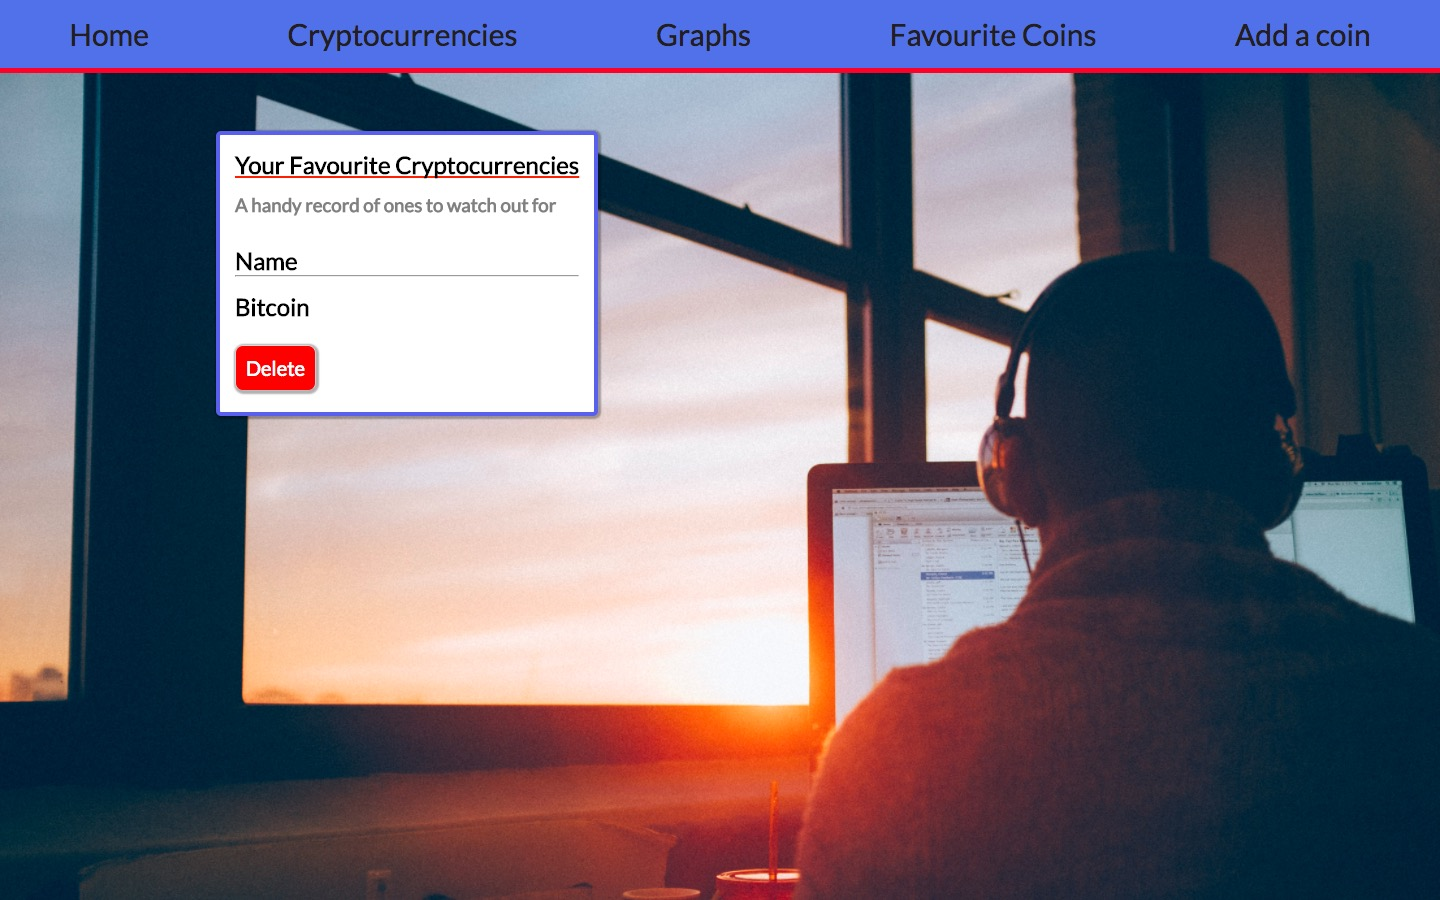 Home Cryptocurrencies Graphs Favourite Coins Add a coin
Your Favourite Cryptocurrencies
A handy record of ones to watch out for
Name
Bitcoin
Delete